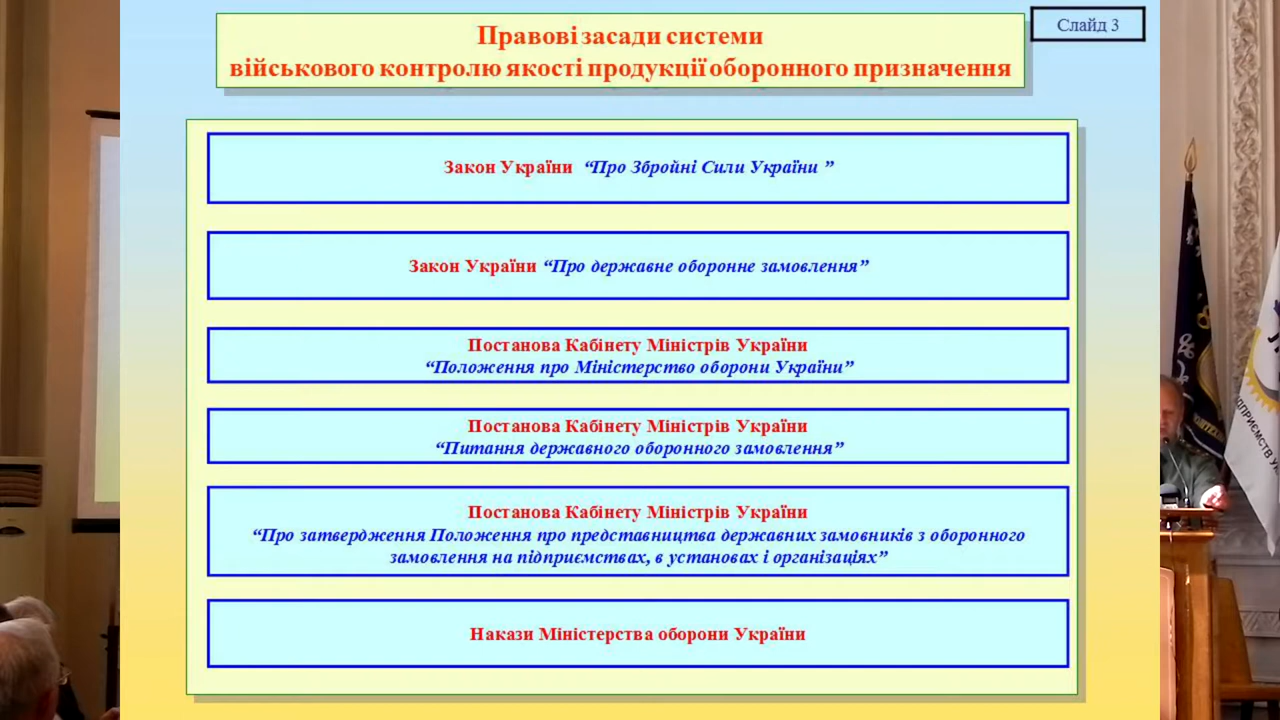 Слайд 3
Правові засади системи
військового контролю якості продукції оборонного призначення
Закон України “Про Збройні Сили України ”
Закон України “Про державне оборонне замовлення”
Постанова Кабінету Міністрів України
“Положення про Міністерство оборони України”
Постанова Кабінету Міністрів України
“Питання державного оборонного замовлення”
Постанова Кабінету Міністрів України
“Про затвердження Положення про представництва державних замовників з оборонного
замовлення на підприємствах, в установах і організаціях”
Накази Міністерства оборони України